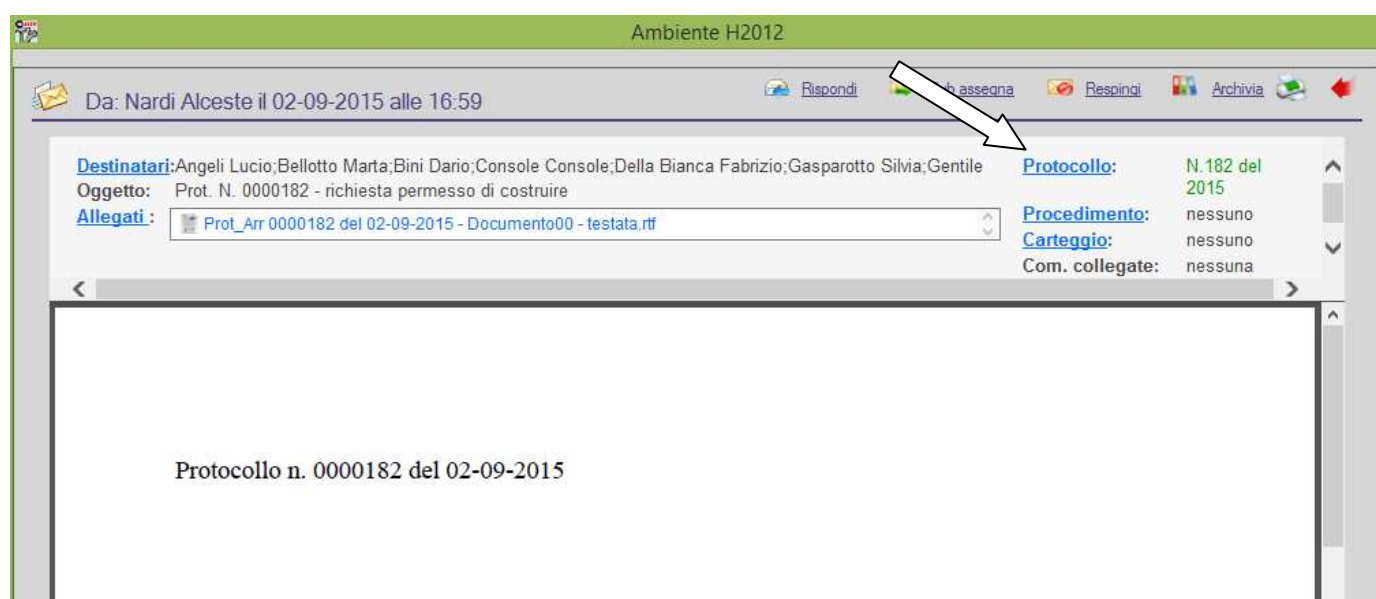 Ambiente H2012
Da: Nardi Alceste il 02-09-2015 alle 16:59
Rispondi
assegna
Respingi
Archivia
Destinatari:Angeli Lucio;Bellotto Marta;Bini Dario;Console Console;Della Bianca Fabrizio;Gasparotto Silvia;Gentile
Oggetto: Prot. N. 0000182 - richiesta permesso di costruire
Allegati : Prot_Arr 0000182 del 02-09-2015 - Documento00 - testata.rtf
Protocollo: N.182 del
2015
Procedimento: nessuno
Carteggio: nessuno
Com. collegate: nessuna
Protocollo n. 0000182 del 02-09-2015